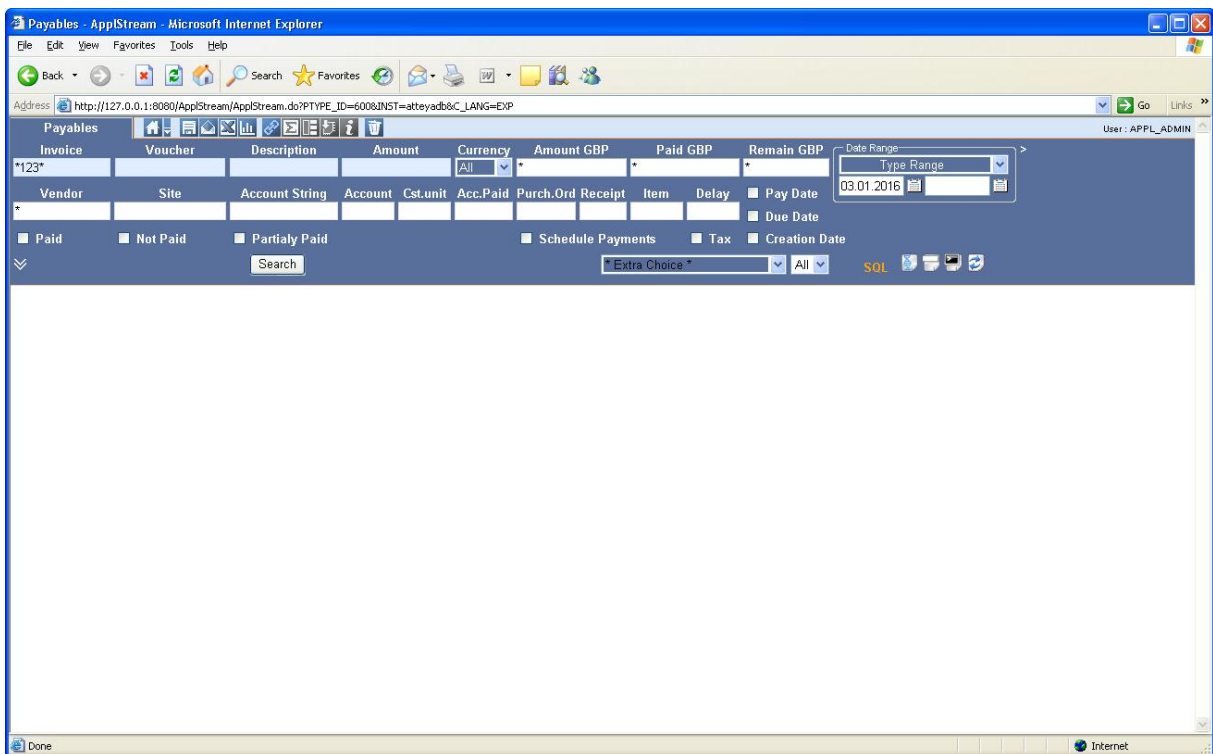 Payables - ApplStream - Microsoft Internet Explorer
File Edit View Favorites Tools Help
Back Search Favorites
Address http://127.0.0.1:8080/ApplStream/ApplStream.do?PTYPE_ID=600&INST=atteyadb&C_LANG=EXP Go Links »
Payables User : APPL_ADMIN
Invoice Voucher Description Amount Currency Amount GBP Paid GBP Remain GBP Date Range >
*123* All * * * Type Range
Vendor Site Account String Account Cst.unit Acc.Paid Purch.Ord Receipt Item Delay Pay Date 03.01.2016
* Due Date
Paid Not Paid Partialy Paid Schedule Payments Tax Creation Date
Search * Extra Choice * All SQL
Done Internet